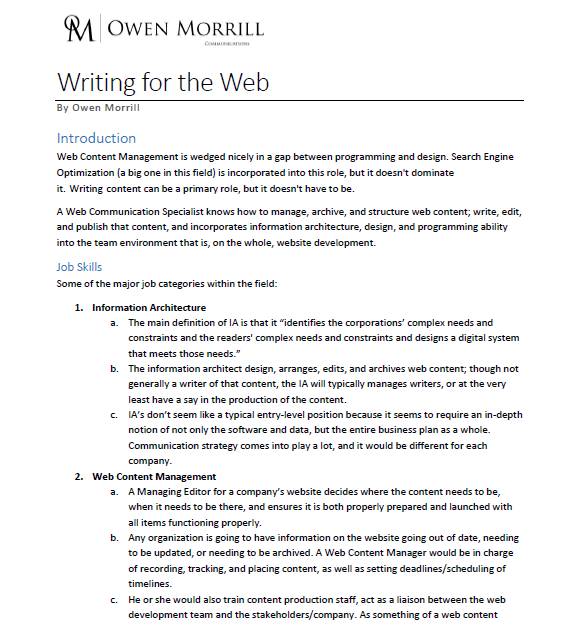 OM OWEN MORRILL
COMMUNICATIONS
Writing for the Web
By Owen Morrill
Introduction
Web Content Management is wedged nicely in a gap between programming and design. Search Engine
Optimization (a big one in this field) is incorporated into this role, but it doesn't dominate
it. Writing content can be a primary role, but it doesn't have to be.
A Web Communication Specialist knows how to manage, archive, and structure web content; write, edit,
and publish that content, and incorporates information architecture, design, and programming ability
into the team environment that is, on the whole, website development.
Job Skills
Some of the major job categories within the field:
1. Information Architecture
a. The main definition of IA is that it “identifies the corporations’ complex needs and
constraints and the readers' complex needs and constraints and designs a digital system
that meets those needs.”
b. The information architect design, arranges, edits, and archives web content; though not
generally a writer of that content, the IA will typically manages writers, or at the very
least have a say in the production of the content.
c. IA’s don’t seem like a typical entry-level position because it seems to require an in-depth
notion of not only the software and data, but the entire business plan as a whole.
Communication strategy comes into play a lot, and it would be different for each
company.
2. Web Content Management
a. A Managing Editor for a company’s website decides where the content needs to be,
when it needs to be there, and ensures it is both properly prepared and launched with
all items functioning properly.
b. Any organization is going to have information on the website going out of date, needing
to be updated, or needing to be archived. A Web Content Manager would be in charge
of recording, tracking, and placing content, as well as setting deadlines/scheduling of
timelines.
c. He or she would also train content production staff, act as a liaison between the web
development team and the stakeholders/company. As something of a web content